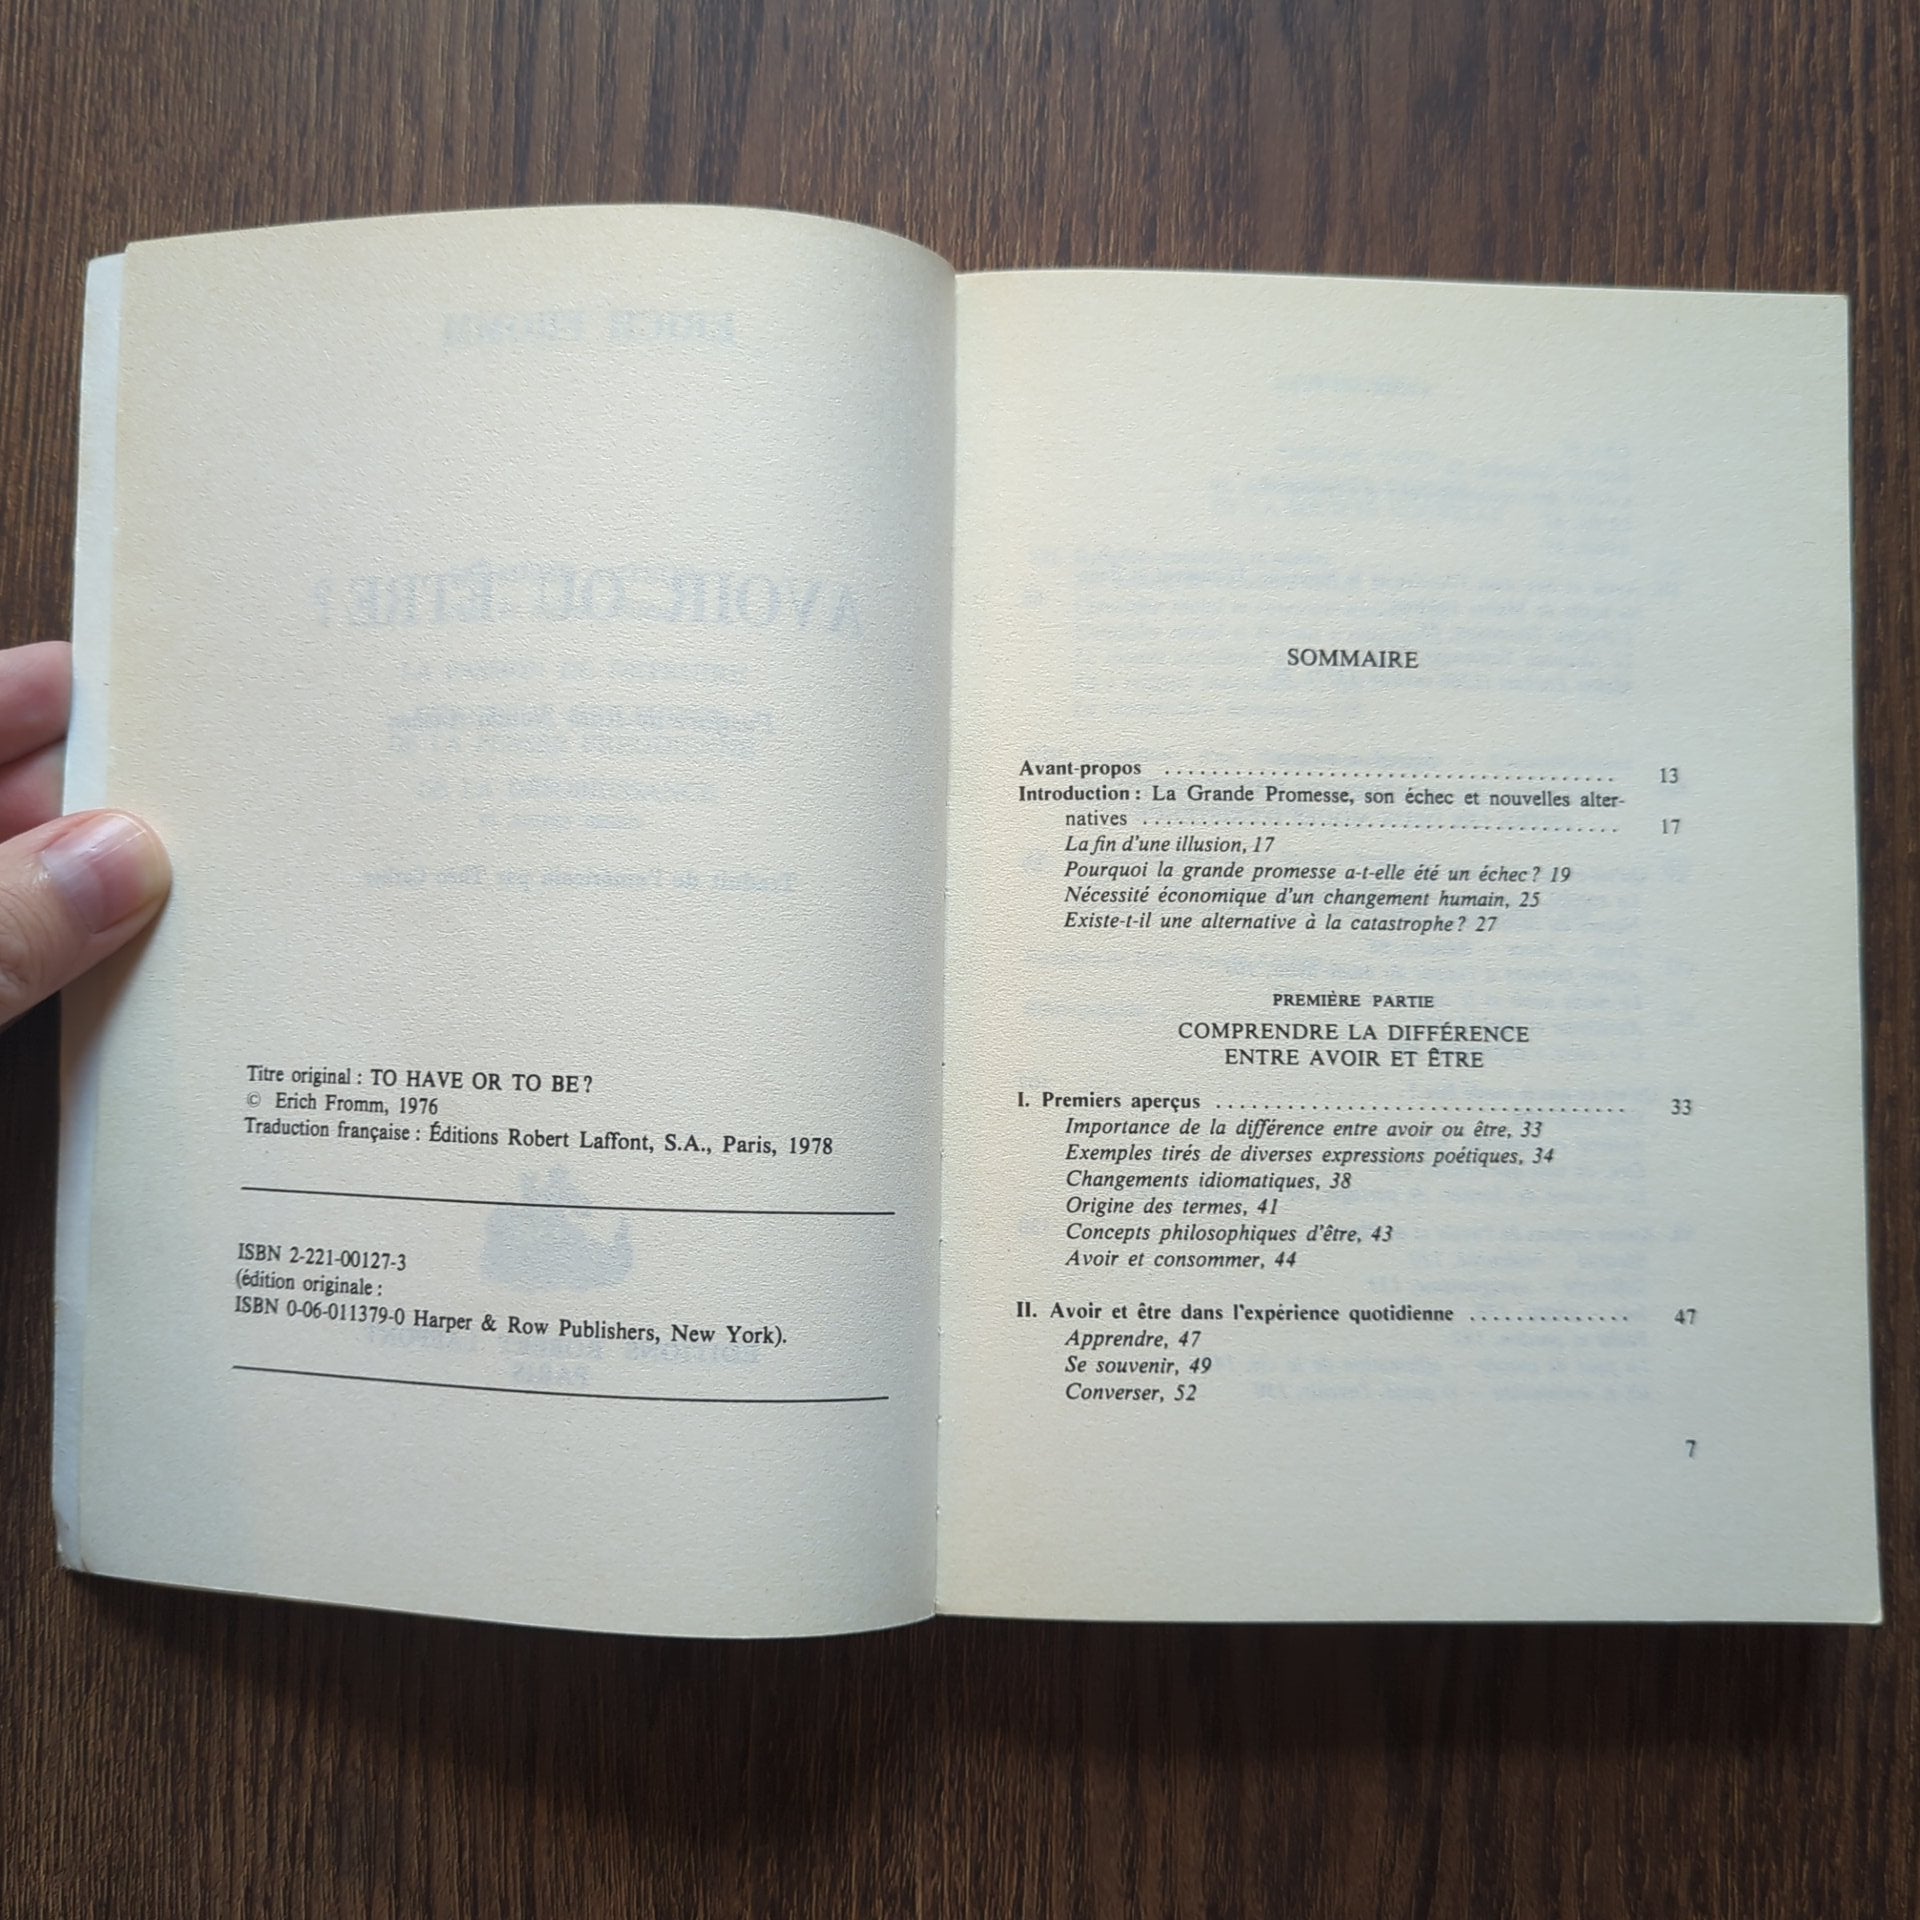 Titre original : TO HAVE OR TO BE ?
© Erich Fromm, 1976
Traduction française : Éditions Robert Laffont, S.A., Paris, 1978
ISBN 2-221-00127-3
(édition originale :
ISBN 0-06-011379-0 Harper & Row Publishers, New York).
SOMMAIRE
Avant-propos ........................................ 13
Introduction : La Grande Promesse, son échec et nouvelles alter-
natives ........................................ 17
La fin d'une illusion, 17
Pourquoi la grande promesse a-t-elle été un échec ? 19
Nécessité économique d'un changement humain, 25
Existe-t-il une alternative à la catastrophe ? 27
PREMIÈRE PARTIE
COMPRENDRE LA DIFFÉRENCE
ENTRE AVOIR ET ÊTRE
I. Premiers aperçus .................................... 33
Importance de la différence entre avoir ou être, 33
Exemples tirés de diverses expressions poétiques, 34
Changements idiomatiques, 38
Origine des termes, 41
Concepts philosophiques d'être, 43
Avoir et consommer, 44
II. Avoir et être dans l'expérience quotidienne .............. 47
Apprendre, 47
Se souvenir, 49
Converser, 52
7